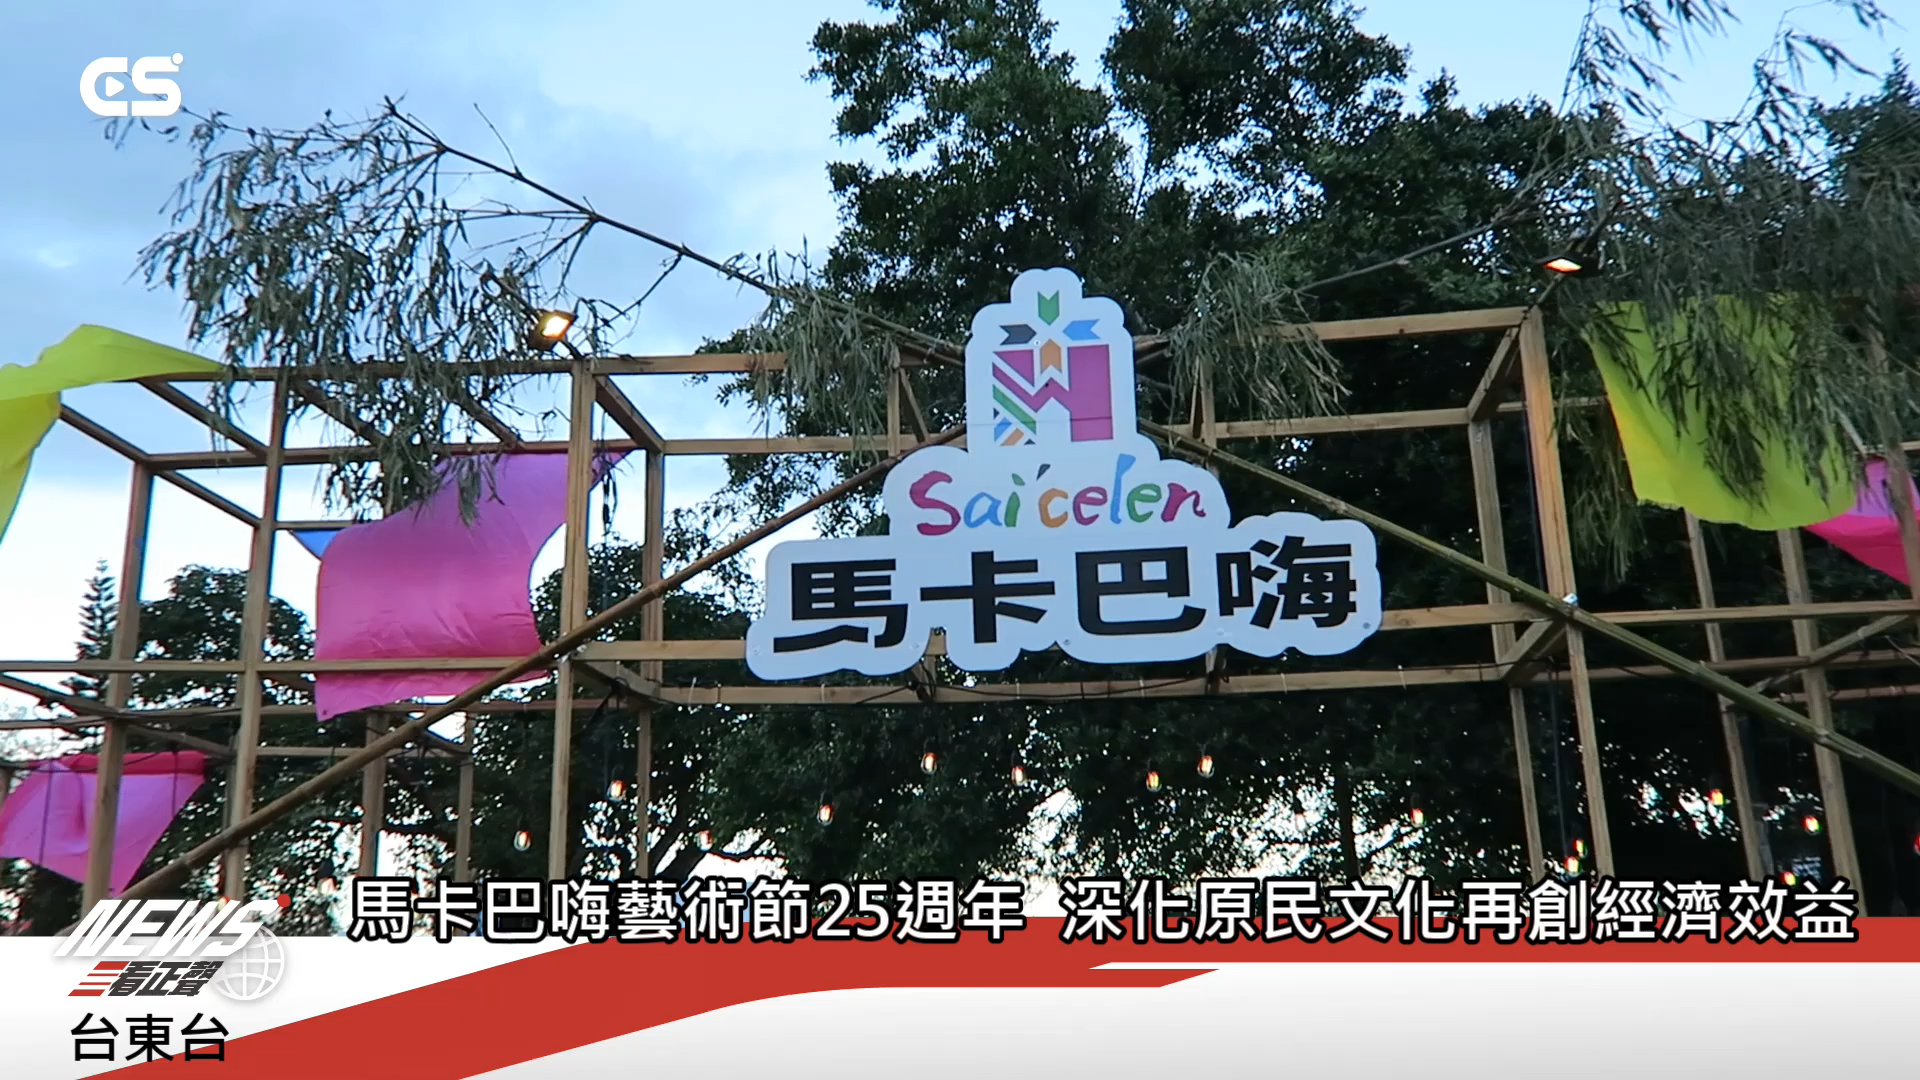 CS
Sai'celen
馬卡巴嗨
馬卡巴嗨藝術節25週年 深化原民文化再創經濟效益
NEWS
看正聲
台東台